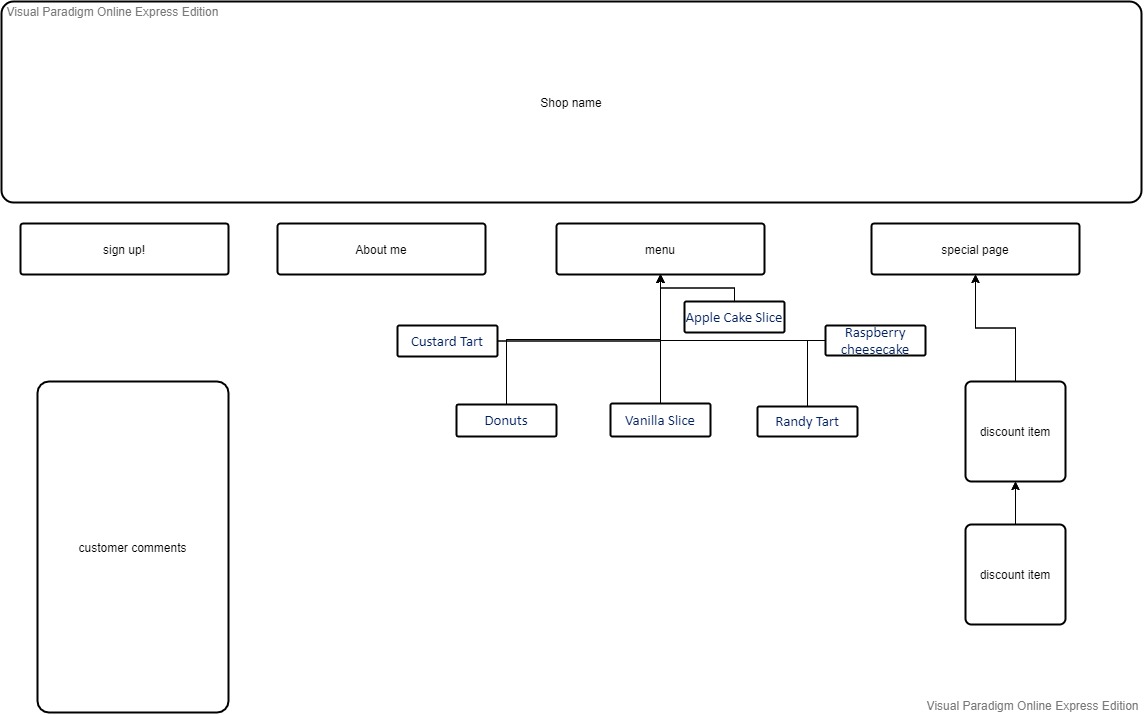 Visual Paradigm Online Express Edition
Shop name
sign up!
About me
menu
special page
Apple Cake Slice
Custard Tart
Raspberry
cheesecake
Donuts
Vanilla Slice
Randy Tart
discount item
customer comments
discount item
Visual Paradigm Online Express Edition